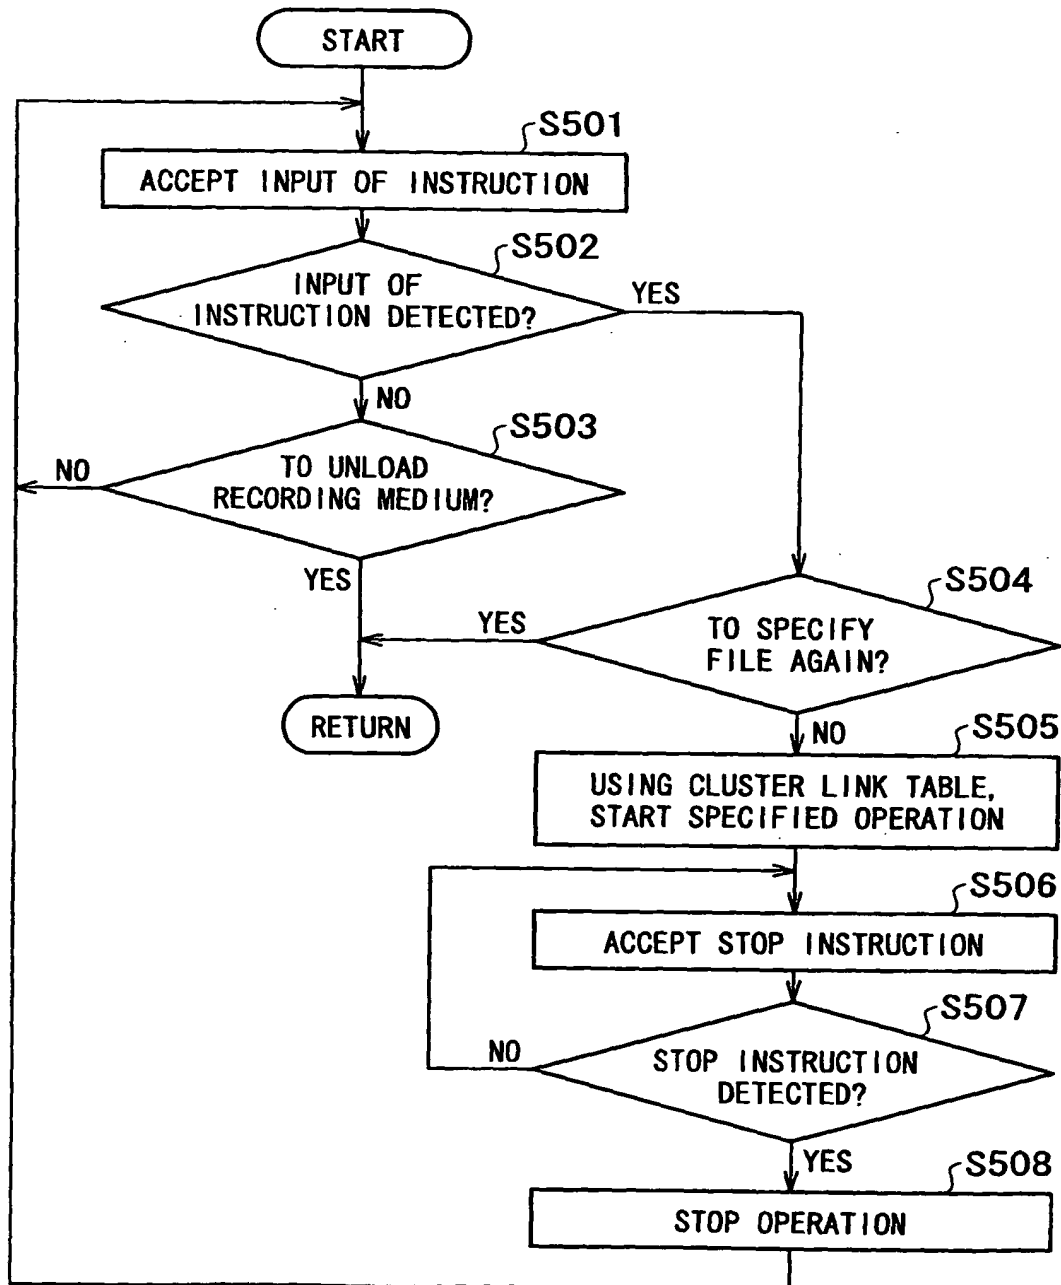 START
S501
ACCEPT INPUT OF INSTRUCTION
S502
INPUT OF
INSTRUCTION DETECTED?
YES
NO
S503
TO UNLOAD
RECORDING MEDIUM?
NO
YES
S504
TO SPECIFY
FILE AGAIN?
YES
RETURN
NO
S505
USING CLUSTER LINK TABLE,
START SPECIFIED OPERATION
S506
ACCEPT STOP INSTRUCTION
S507
STOP INSTRUCTION
DETECTED?
NO
YES
S508
STOP OPERATION